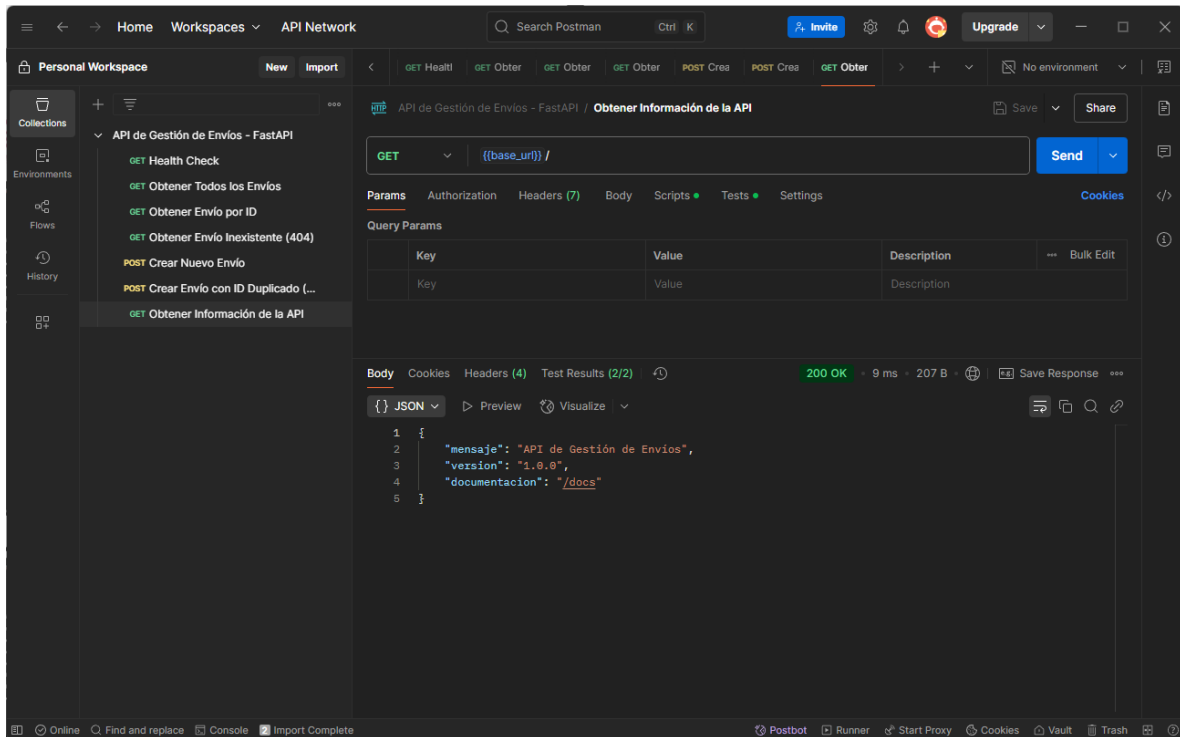 Home Workspaces API Network Search Postman Ctrl K Invite Upgrade
Personal Workspace New Import GET Healtl GET Obter GET Obter GET Obter POST Crea POST Crea GET Obter No environment
Collections
Environments
Flows
History
API de Gestión de Envíos - FastAPI
GET Health Check
GET Obtener Todos los Envíos
GET Obtener Envío por ID
GET Obtener Envío Inexistente (404)
POST Crear Nuevo Envío
POST Crear Envío con ID Duplicado (...
GET Obtener Información de la API
HTTP API de Gestión de Envíos - FastAPI / Obtener Información de la API Save Share
GET {{base_url}} / Send
Params Authorization Headers (7) Body Scripts Tests Settings Cookies
Query Params
Key Value Description Bulk Edit
Key Value Description
Body Cookies Headers (4) Test Results (2/2) 200 OK 9 ms 207 B e.g. Save Response
{} JSON Preview Visualize
1 {
2 "mensaje": "API de Gestión de Envíos",
3 "version": "1.0.0",
4 "documentacion": "/docs"
5 }
Online Find and replace Console 2 Import Complete Postbot Runner Start Proxy Cookies Vault Trash